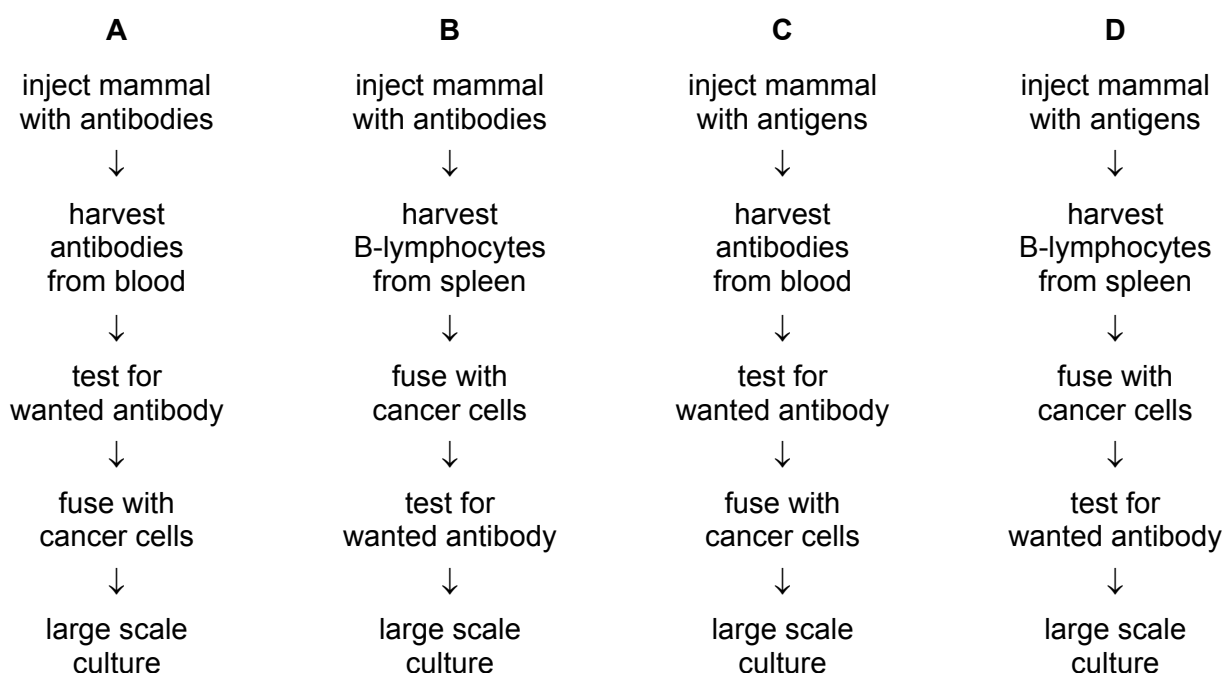 A
inject mammal
with antibodies
↓
harvest
antibodies
from blood
↓
test for
wanted antibody
↓
fuse with
cancer cells
↓
large scale
culture
B
inject mammal
with antibodies
↓
harvest
B-lymphocytes
from spleen
↓
fuse with
cancer cells
↓
test for
wanted antibody
↓
large scale
culture
C
inject mammal
with antigens
↓
harvest
antibodies
from blood
↓
test for
wanted antibody
↓
fuse with
cancer cells
↓
large scale
culture
D
inject mammal
with antigens
↓
harvest
B-lymphocytes
from spleen
↓
fuse with
cancer cells
↓
test for
wanted antibody
↓
large scale
culture